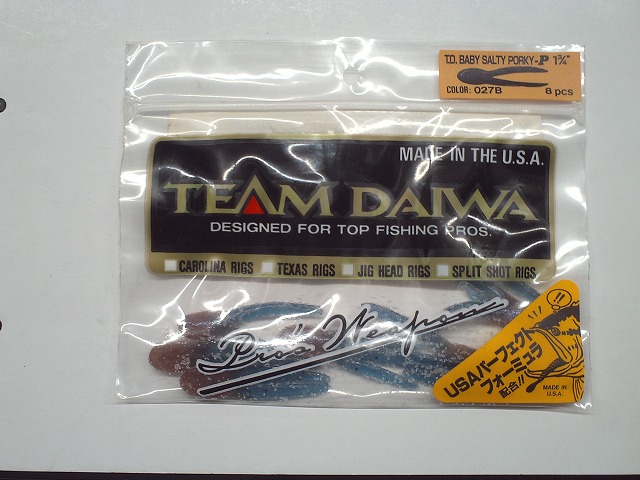 T.D. BABY SALTY PORKY-P 1¾"
COLOR: 027B 8 pcs
MADE IN THE U.S.A.
TEAM DAIWA
DESIGNED FOR TOP FISHING PROS.
CAROLINA RIGS TEXAS RIGS JIG HEAD RIGS SPLIT SHOT RIGS
Pro's Weapon
!!
USAパーフェクト
フォーミュラ
配合!!
MADE IN
U.S.A.